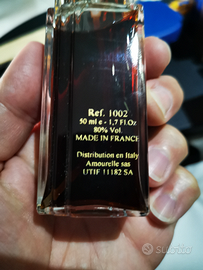 Ref. 1002
50 ml e - 1,7 Fl Oz
80% Vol.
MADE IN FRANCE
Distribution en Italy
Amourelle sas
UTIF 11182 SA